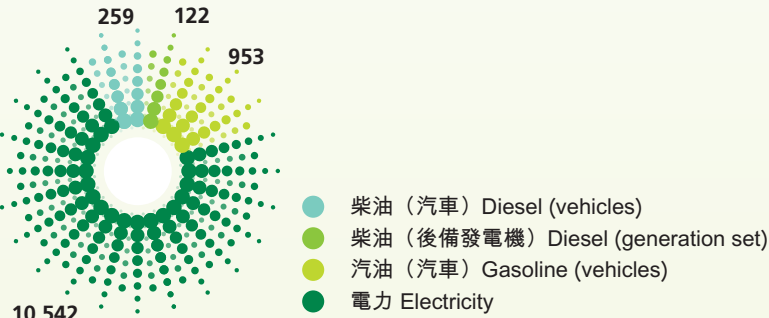 259
122
953
柴油（汽車）Diesel (vehicles)
柴油（後備發電機）Diesel (generation set)
汽油（汽車）Gasoline (vehicles)
電力 Electricity
10,542